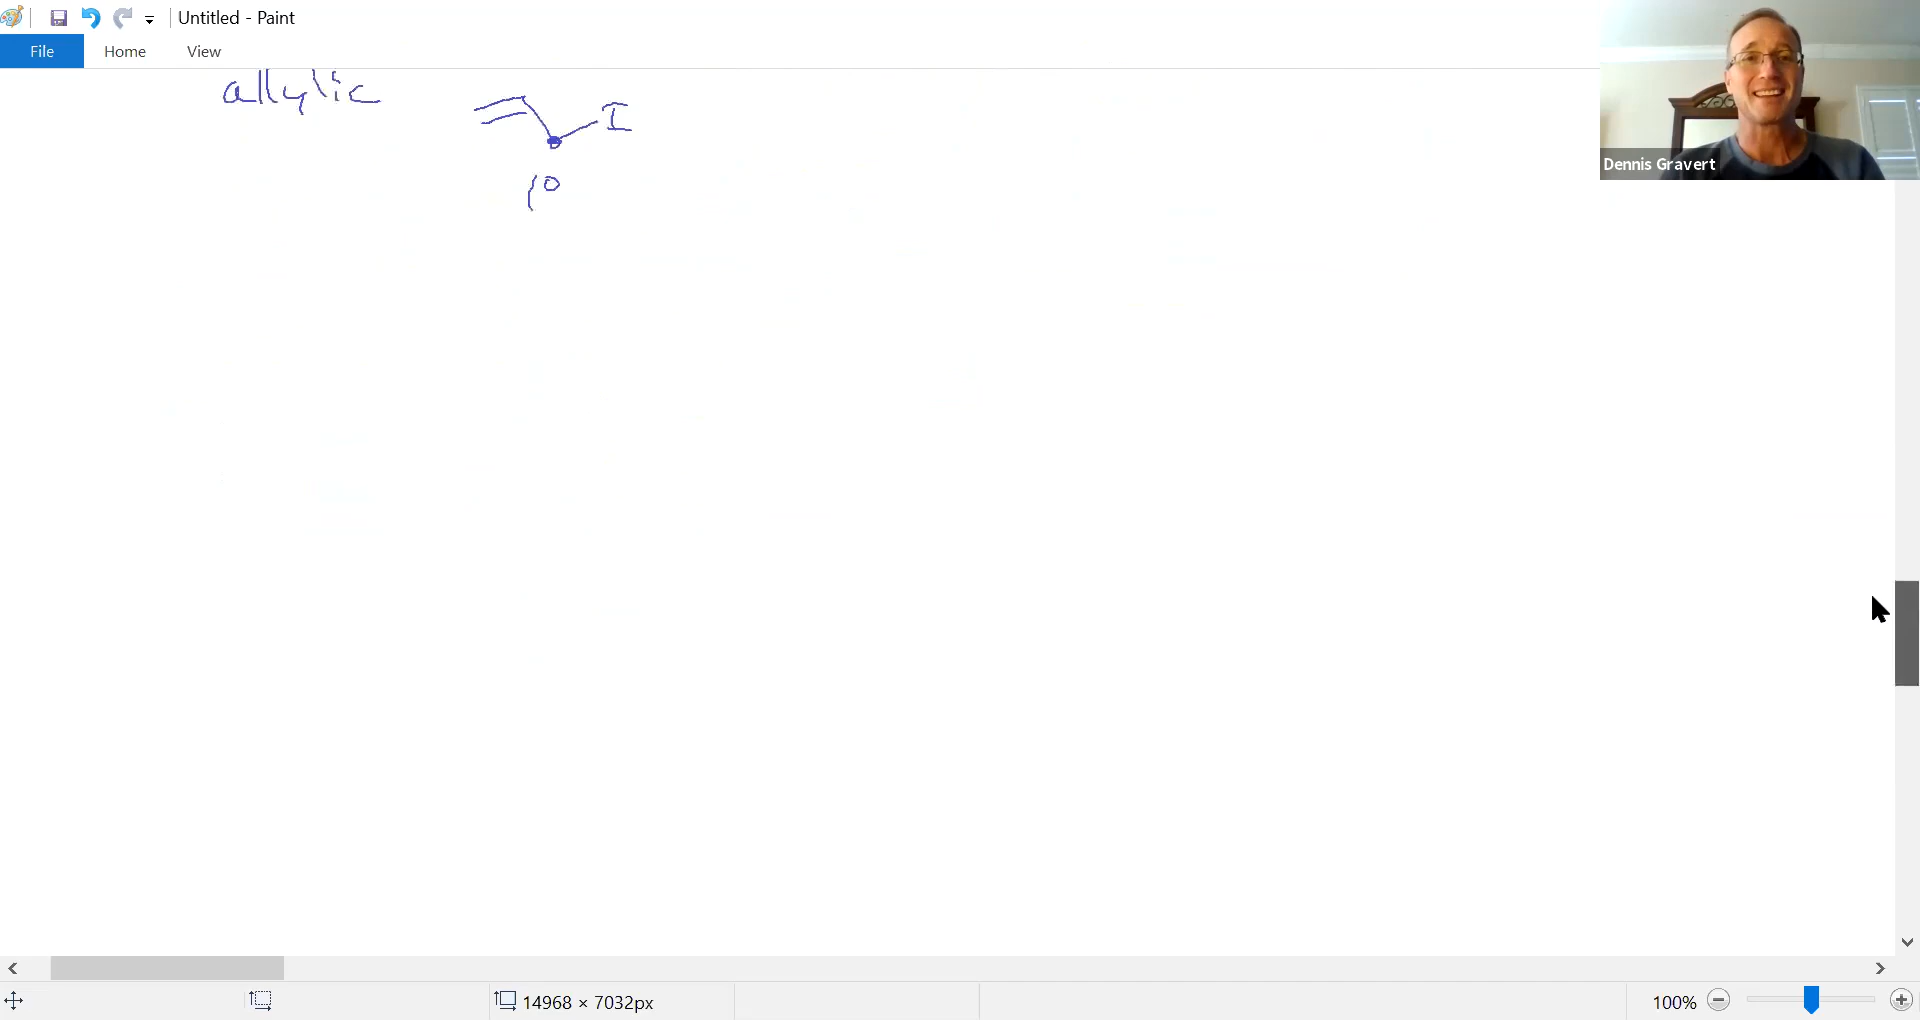 Untitled - Paint
File Home View
Dennis Gravert
allylic
I
1°
14968 × 7032px
100%